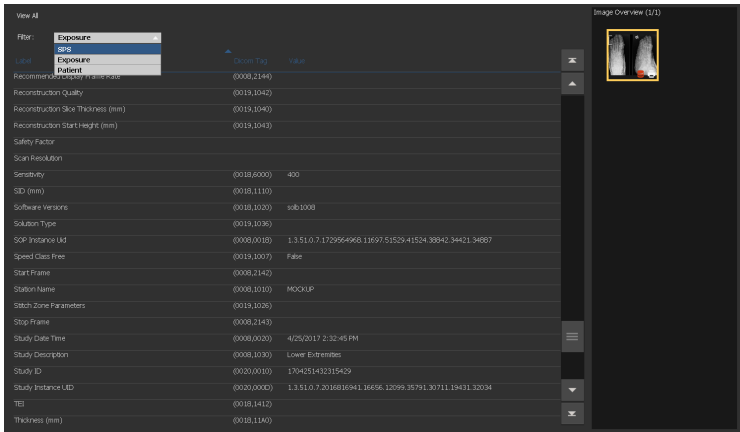 View All
Image Overview (1/1)
Filter: Exposure
SPS
Exposure
Patient
Label Dicom Tag Value
Recommended Display Frame Rate (0008,2144)
Reconstruction Quality (0019,1042)
Reconstruction Slice Thickness (mm) (0019,1040)
Reconstruction Start Height (mm) (0019,1043)
Safety Factor
Scan Resolution
Sensitivity (0018,6000) 400
SID (mm) (0018,1110)
Software Versions (0018,1020) solb1008
Solution Type (0019,1036)
SOP Instance Uid (0008,0018) 1.3.51.0.7.1729564968.11697.51529.41524.38842.34421.34887
Speed Class Free (0019,1007) False
Start Frame (0008,2142)
Station Name (0008,1010) MOCKUP
Stitch Zone Parameters (0019,1026)
Stop Frame (0008,2143)
Study Date Time (0008,0020) 4/25/2017 2:32:45 PM
Study Description (0008,1030) Lower Extremities
Study ID (0020,0010) 1704251432315429
Study Instance UID (0020,000D) 1.3.51.0.7.2016816941.16656.12099.35791.30711.19431.32034
TEI (0018,1412)
Thickness (mm) (0018,11A0)